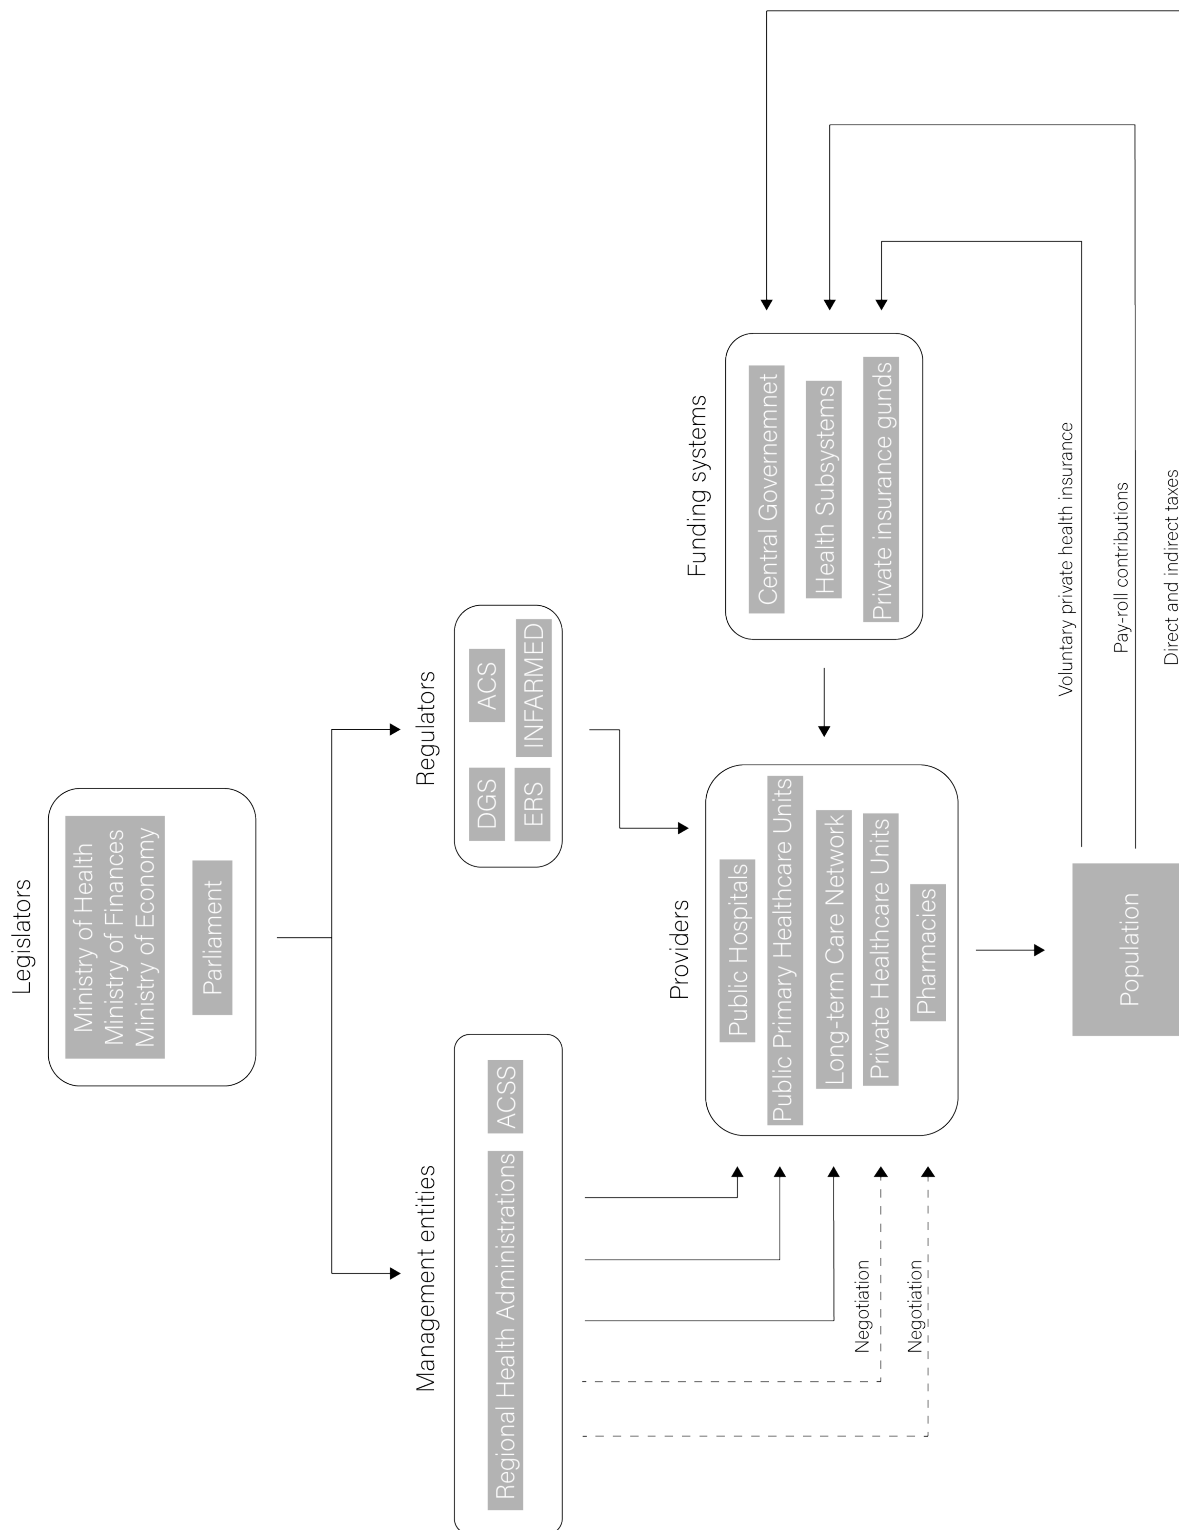 Legislators
Ministry of Health
Ministry of Finances
Ministry of Economy
Parliament
Management entities
Regional Health Administrations
ACSS
Regulators
DGS
ACS
ERS
INFARMED
Negotiation
Negotiation
Providers
Public Hospitals
Public Primary Healthcare Units
Long-term Care Network
Private Healthcare Units
Pharmacies
Funding systems
Central Governemnet
Health Subsystems
Private insurance gunds
Population
Voluntary private health insurance
Pay-roll contributions
Direct and indirect taxes